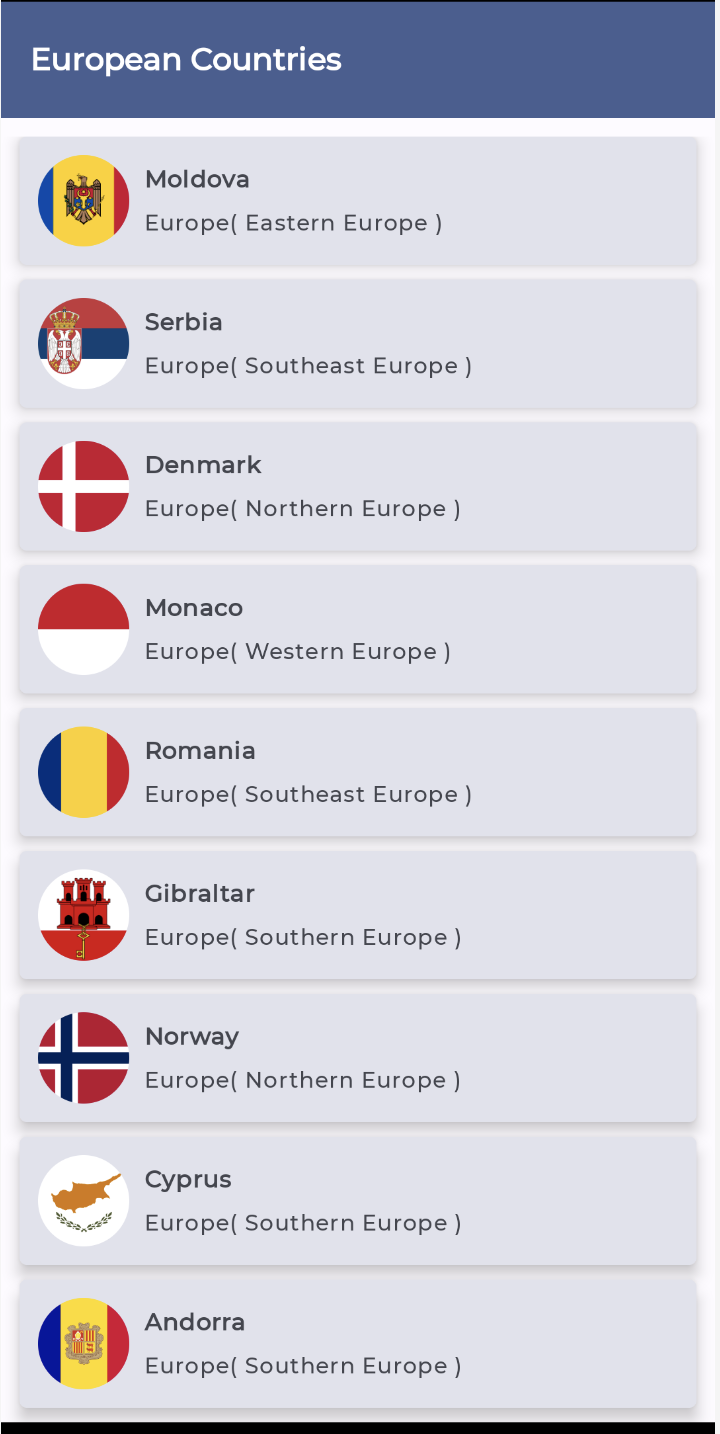 European Countries
Moldova
Europe( Eastern Europe )
Serbia
Europe( Southeast Europe )
Denmark
Europe( Northern Europe )
Monaco
Europe( Western Europe )
Romania
Europe( Southeast Europe )
Gibraltar
Europe( Southern Europe )
Norway
Europe( Northern Europe )
Cyprus
Europe( Southern Europe )
Andorra
Europe( Southern Europe )